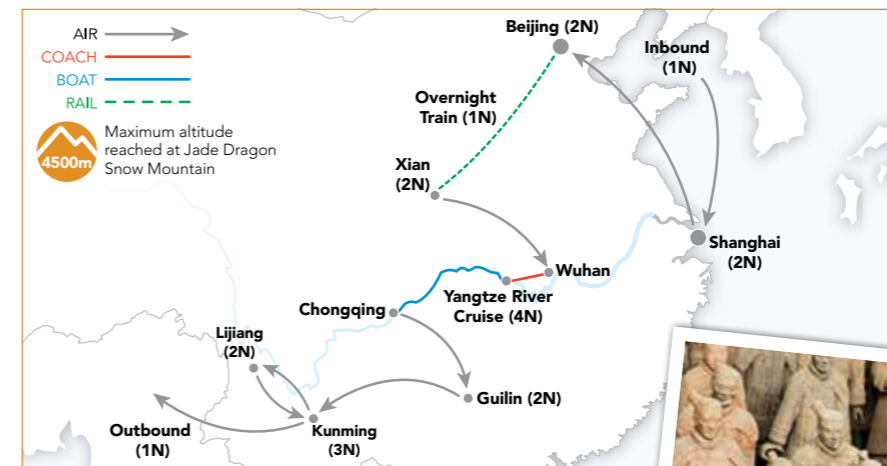 AIR
COACH
BOAT
RAIL
4500m
Maximum altitude
reached at Jade Dragon
Snow Mountain
Beijing (2N)
Inbound
(1N)
Overnight
Train (1N)
Xian
(2N)
Shanghai
(2N)
Wuhan
Yangtze River
Cruise (4N)
Chongqing
Lijiang
(2N)
Guilin (2N)
Outbound
(1N)
Kunming
(3N)